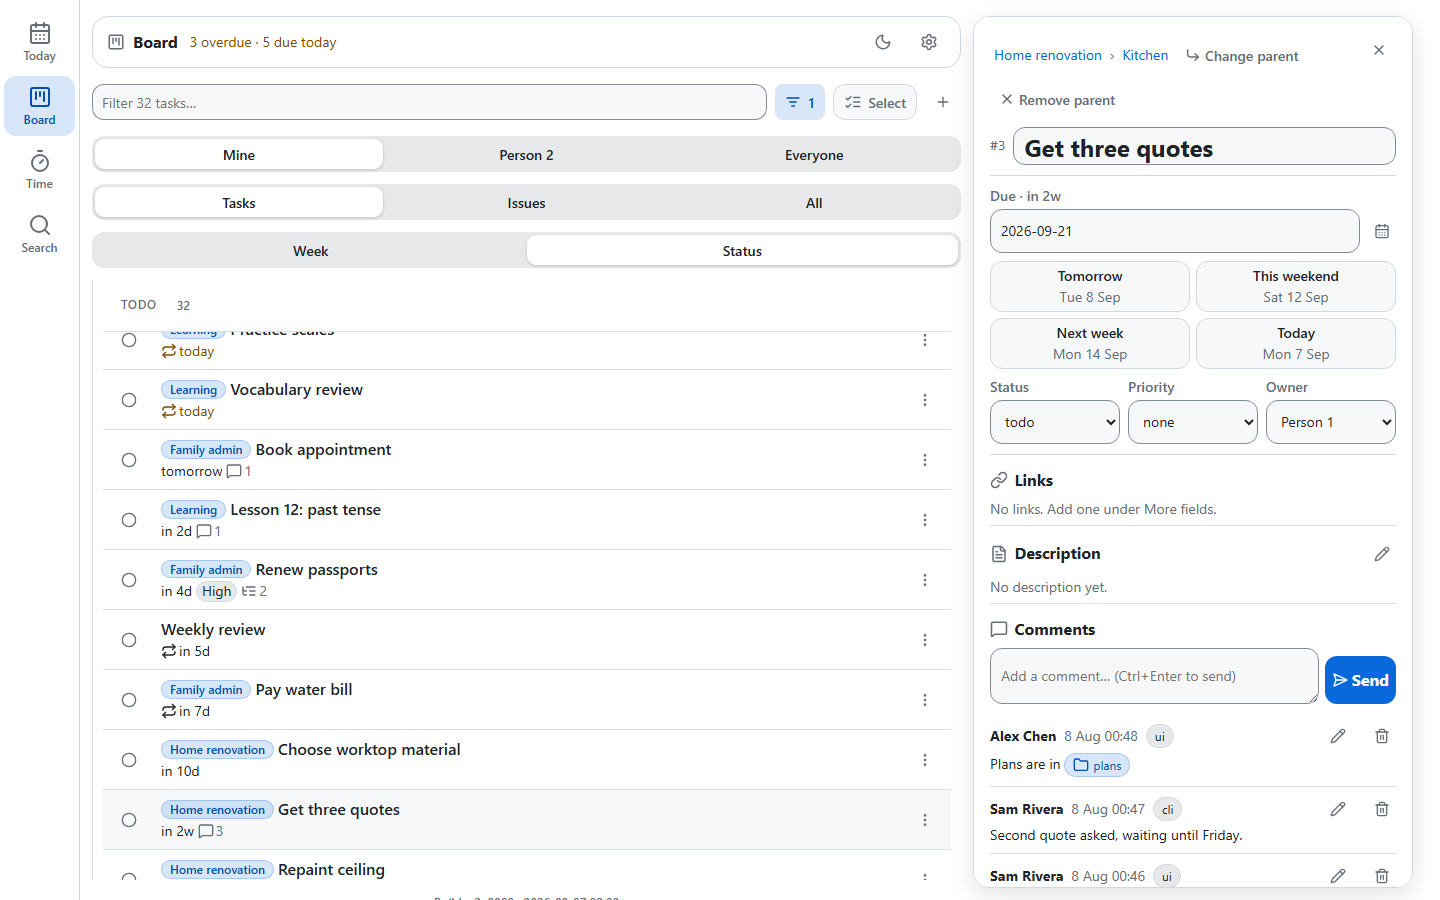 Today
Board
Time
Search
Board 3 overdue · 5 due today
Filter 32 tasks...
1
Select
Mine Person 2 Everyone
Tasks Issues All
Week Status
TODO 32
Learning Practice scales
today
Learning Vocabulary review
today
Family admin Book appointment
tomorrow 1
Learning Lesson 12: past tense
in 2d 1
Family admin Renew passports
in 4d High 2
Weekly review
in 5d
Family admin Pay water bill
in 7d
Home renovation Choose worktop material
in 10d
Home renovation Get three quotes
in 2w 3
Home renovation Repaint ceiling
Home renovation › Kitchen Change parent
Remove parent
#3 Get three quotes
Due · in 2w
2026-09-21
Tomorrow
Tue 8 Sep
This weekend
Sat 12 Sep
Next week
Mon 14 Sep
Today
Mon 7 Sep
Status Priority Owner
todo none Person 1
Links
No links. Add one under More fields.
Description
No description yet.
Comments
Add a comment... (Ctrl+Enter to send)
Send
Alex Chen 8 Aug 00:48 ui
Plans are in plans
Sam Rivera 8 Aug 00:47 cli
Second quote asked, waiting until Friday.
Sam Rivera 8 Aug 00:46 ui